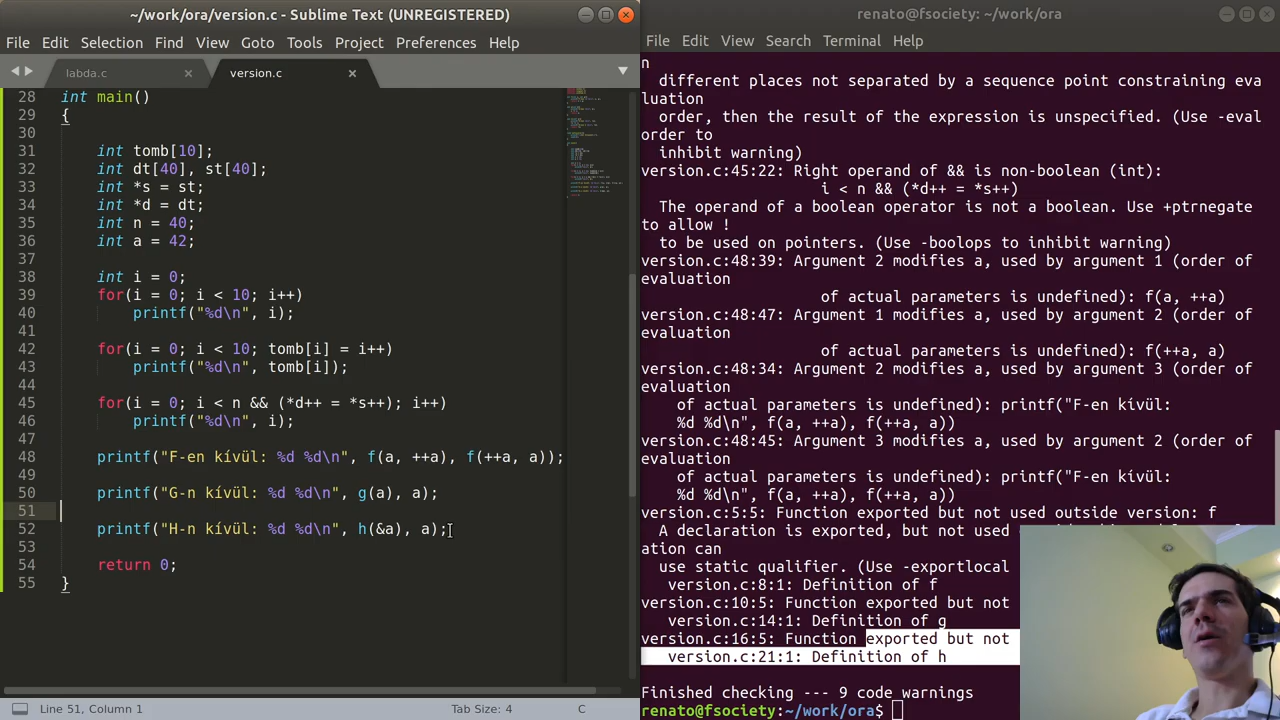 ~/work/ora/version.c - Sublime Text (UNREGISTERED)
File Edit Selection Find View Goto Tools Project Preferences Help
labda.c
version.c
28 int main()
29 {
30
31 int tomb[10];
32 int dt[40], st[40];
33 int *s = st;
34 int *d = dt;
35 int n = 40;
36 int a = 42;
37
38 int i = 0;
39 for(i = 0; i < 10; i++)
40 printf("%d\n", i);
41
42 for(i = 0; i < 10; tomb[i] = i++)
43 printf("%d\n", tomb[i]);
44
45 for(i = 0; i < n && (*d++ = *s++); i++)
46 printf("%d\n", i);
47
48 printf("F-en kívül: %d %d\n", f(a, ++a), f(++a, a));
49
50 printf("G-n kívül: %d %d\n", g(a), a);
51
52 printf("H-n kívül: %d %d\n", h(&a), a);
53
54 return 0;
55 }
Line 51, Column 1
Tab Size: 4
C
renato@fsociety: ~/work/ora
File Edit View Search Terminal Help
n
different places not separated by a sequence point constraining eva
luation
order, then the result of the expression is unspecified. (Use -eval
order to
inhibit warning)
version.c:45:22: Right operand of && is non-boolean (int):
i < n && (*d++ = *s++)
The operand of a boolean operator is not a boolean. Use +ptrnegate
to allow !
to be used on pointers. (Use -boolops to inhibit warning)
version.c:48:39: Argument 2 modifies a, used by argument 1 (order of
evaluation
of actual parameters is undefined): f(a, ++a)
version.c:48:47: Argument 1 modifies a, used by argument 2 (order of
evaluation
of actual parameters is undefined): f(++a, a)
version.c:48:34: Argument 2 modifies a, used by argument 3 (order of
evaluation
of actual parameters is undefined): printf("F-en kívül:
%d %d\n", f(a, ++a), f(++a, a))
version.c:48:45: Argument 3 modifies a, used by argument 2 (order of
evaluation
of actual parameters is undefined): printf("F-en kívül:
%d %d\n", f(a, ++a), f(++a, a))
version.c:5:5: Function exported but not used outside version: f
A declaration is exported, but not used
ation can
use static qualifier. (Use -exportlocal
version.c:8:1: Definition of f
version.c:10:5: Function exported but not
version.c:14:1: Definition of g
version.c:16:5: Function exported but not
version.c:21:1: Definition of h
Finished checking --- 9 code warnings
renato@fsociety:~/work/ora$